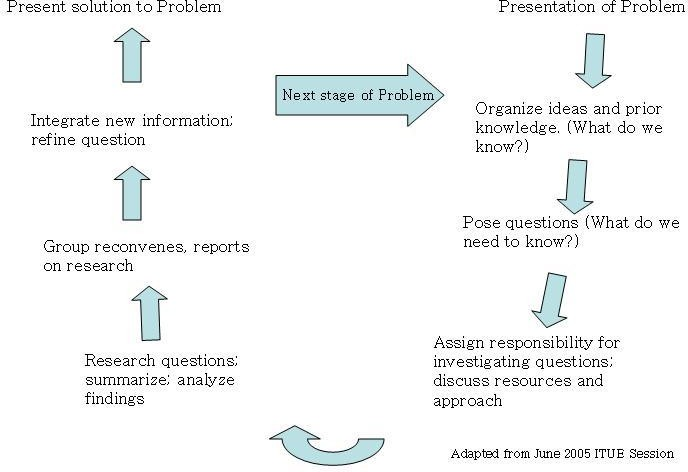 Present solution to Problem
Presentation of Problem
Next stage of Problem
Organize ideas and prior
knowledge. (What do we
know?)
Integrate new information;
refine question
Pose questions (What do we
need to know?)
Group reconvenes, reports
on research
Assign responsibility for
investigating questions;
discuss resources and
approach
Research questions;
summarize; analyze
findings
Adapted from June 2005 ITUE Session